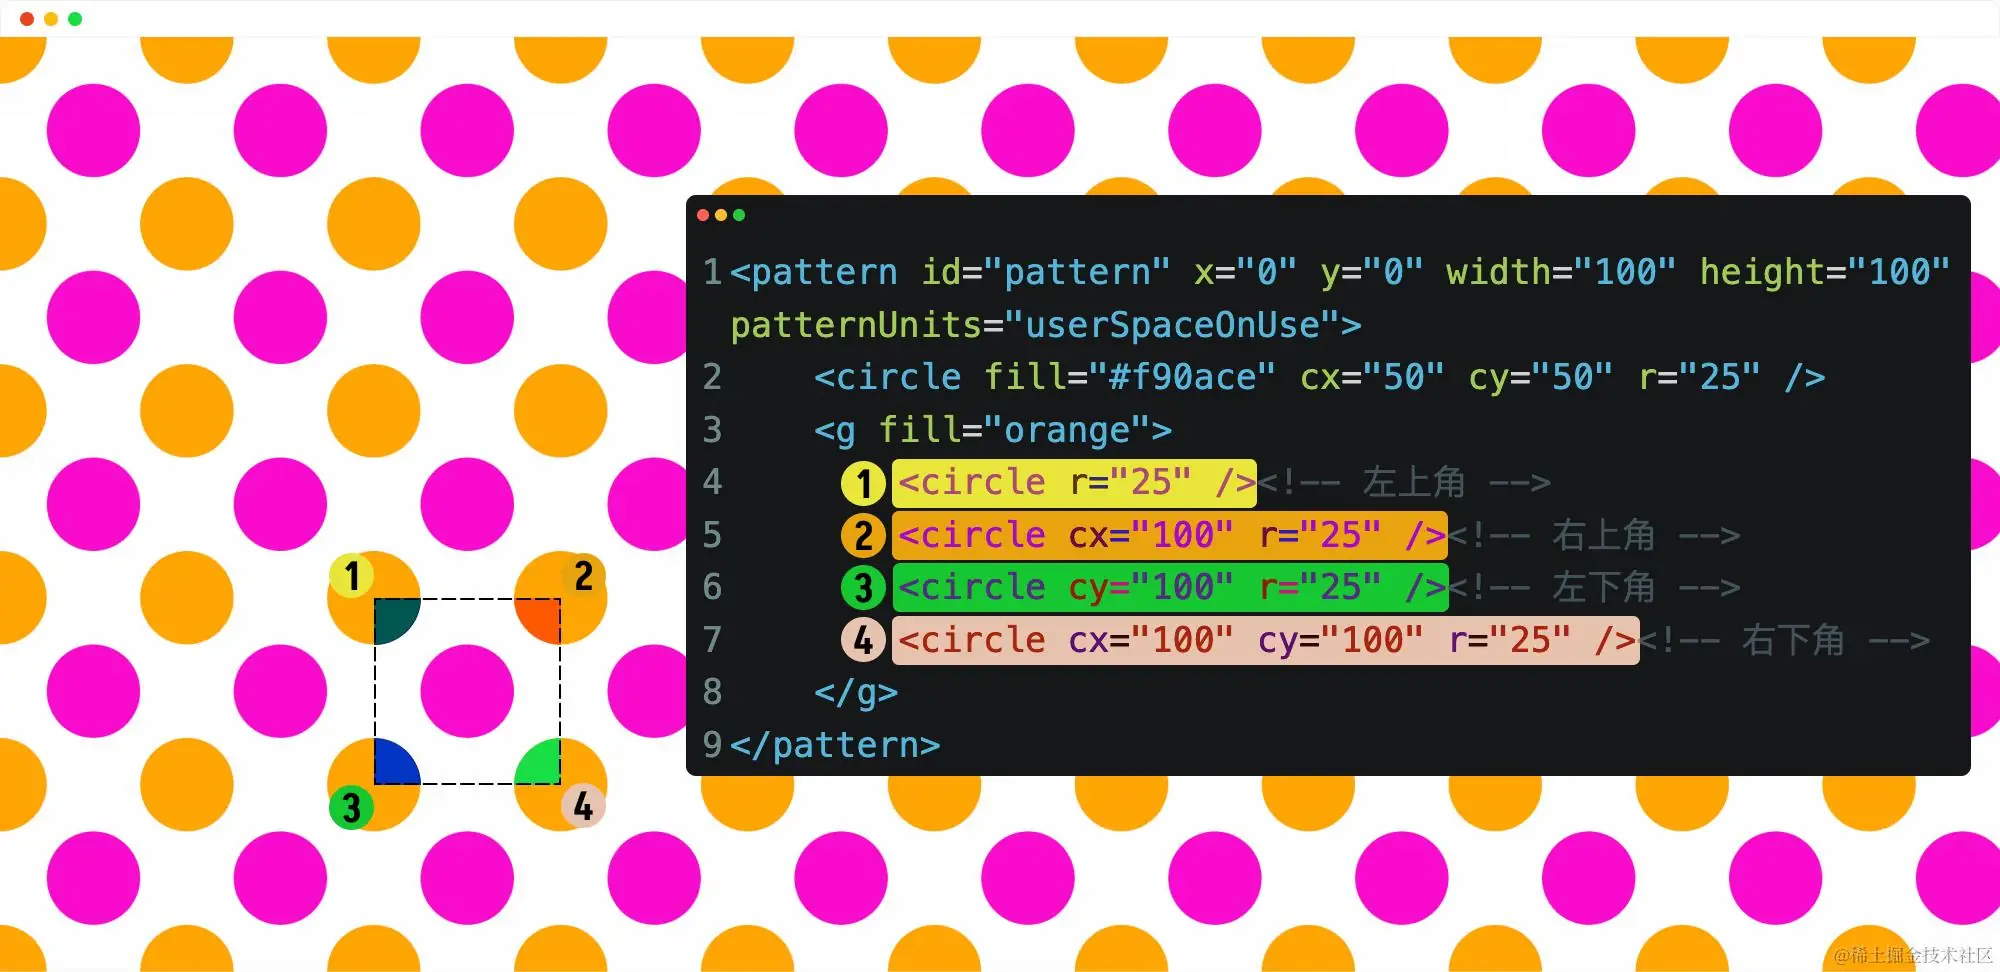 1 <pattern id="pattern" x="0" y="0" width="100" height="100"
patternUnits="userSpaceOnUse">
2 <circle fill="#f90ace" cx="50" cy="50" r="25" />
3 <g fill="orange">
4 1 <circle r="25" /><!-- 左上角 -->
5 2 <circle cx="100" r="25" /><!-- 右上角 -->
6 3 <circle cy="100" r="25" /><!-- 左下角 -->
7 4 <circle cx="100" cy="100" r="25" /><!-- 右下角 -->
8 </g>
9 </pattern>
1 2
3 4
@稀土掘金技术社区